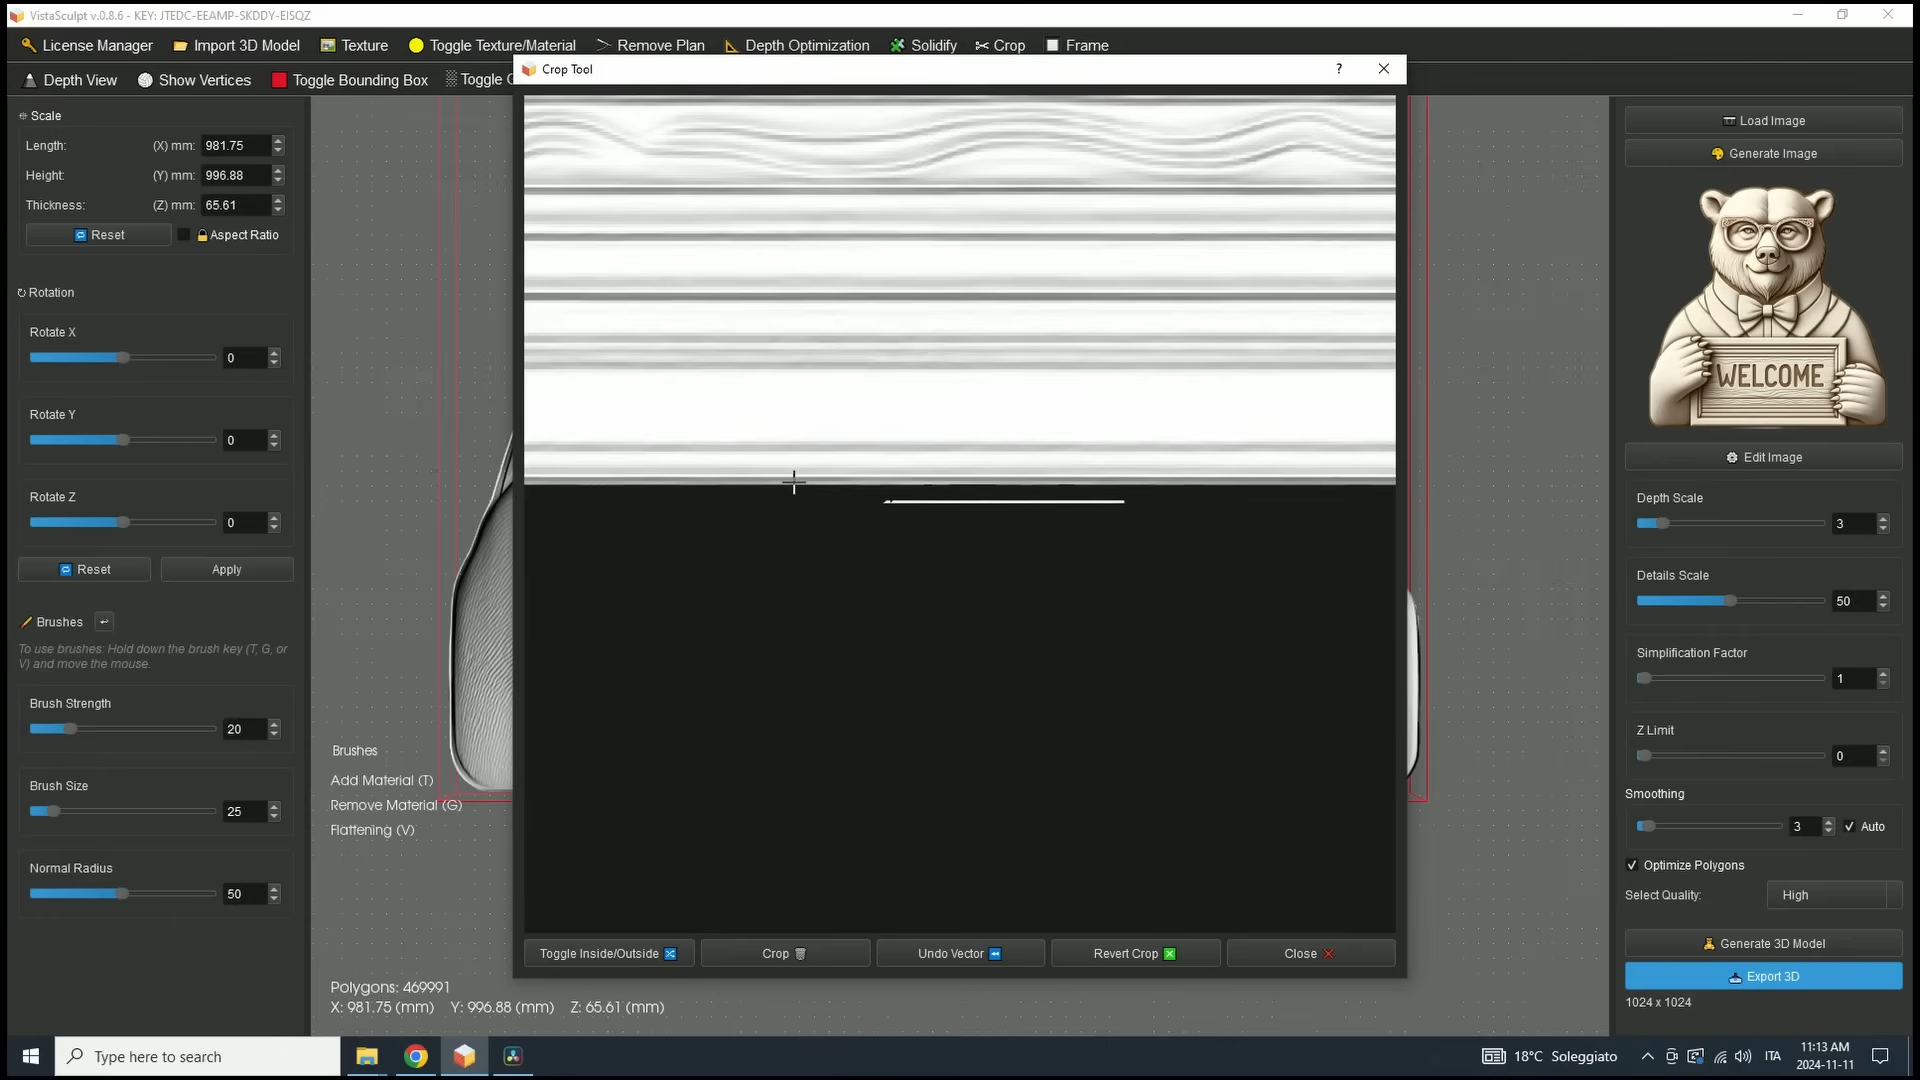 VistaSculpt v.0.8.6 - KEY: JTEDC-EEAMP-SKDDY-EISQZ
License Manager Import 3D Model Texture Toggle Texture/Material Remove Plan Depth Optimization Solidify Crop Frame
Depth View Show Vertices Toggle Bounding Box Toggle
Crop Tool
?
Scale
Length: (X) mm: 981.75
Height: (Y) mm: 996.88
Thickness: (Z) mm: 65.61
Reset Aspect Ratio
Rotation
Rotate X
0
Rotate Y
0
Rotate Z
0
Reset Apply
Brushes
To use brushes: Hold down the brush key (T, G, or
V) and move the mouse.
Brush Strength
20
Brush Size
25
Normal Radius
50
Brushes
Add Material (T)
Remove Material (G)
Flattening (V)
Polygons: 469991
X: 981.75 (mm) Y: 996.88 (mm) Z: 65.61 (mm)
Toggle Inside/Outside Crop Undo Vector Revert Crop Close
Load Image
Generate Image
WELCOME
Edit Image
Depth Scale
3
Details Scale
50
Simplification Factor
1
Z Limit
0
Smoothing
3 Auto
Optimize Polygons
Select Quality: High
Generate 3D Model
Export 3D
1024 x 1024
Type here to search
18°C Soleggiato
ITA
11:13 AM
2024-11-11